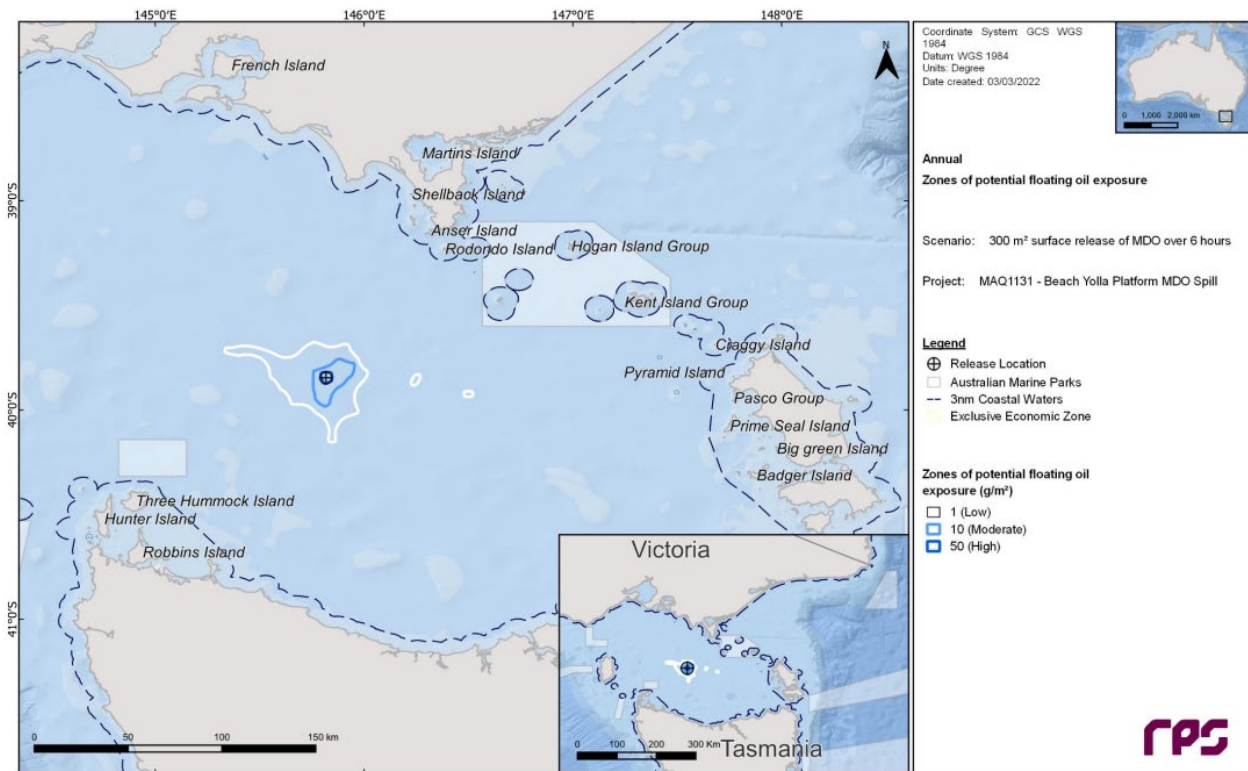 145°0'E
146°0'E
147°0'E
148°0'E
39°0'S
40°0'S
41°0'S
N
French Island
Martins Island
Shellback Island
Anser Island
Rodondo Island
Hogan Island Group
Kent Island Group
Craggy Island
Pyramid Island
Pasco Group
Prime Seal Island
Big green Island
Badger Island
Three Hummock Island
Hunter Island
Robbins Island
0 50 100 150 km
Victoria
Tasmania
0 100 200 300 Km
Coordinate System: GCS WGS
1984
Datum: WGS 1984
Units: Degree
Date created: 03/03/2022
0 1,000 2,000 km
Annual
Zones of potential floating oil exposure
Scenario: 300 m² surface release of MDO over 6 hours
Project: MAQ1131 - Beach Yolla Platform MDO Spill
Legend
Release Location
Australian Marine Parks
3nm Coastal Waters
Exclusive Economic Zone
Zones of potential floating oil
exposure (g/m²)
1 (Low)
10 (Moderate)
50 (High)
rps